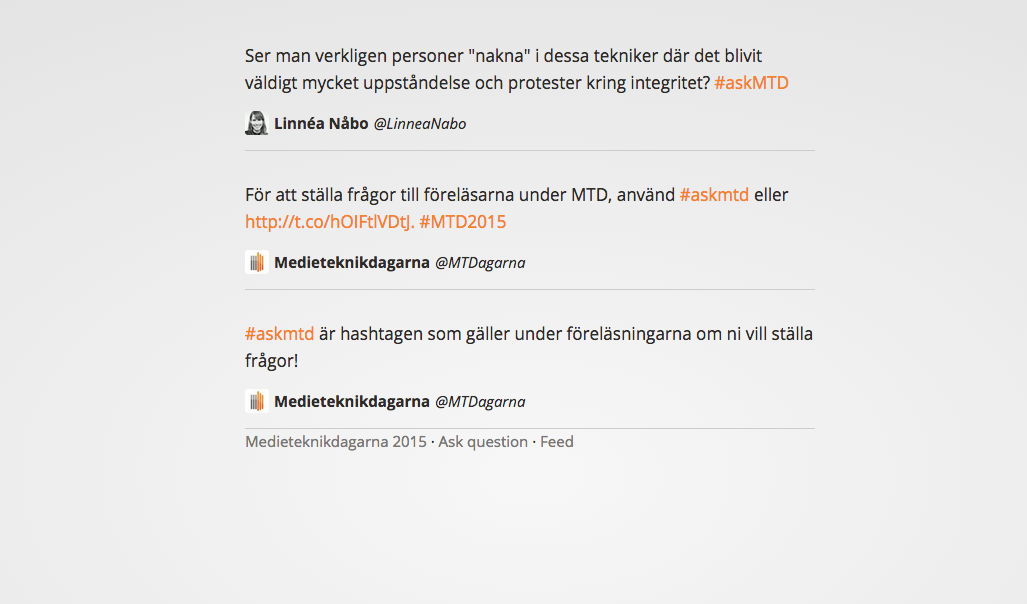 Ser man verkligen personer "nakna" i dessa tekniker där det blivit
väldigt mycket uppståndelse och protester kring integritet? #askMTD
Linnéa Nåbo @LinneaNabo
För att ställa frågor till föreläsarna under MTD, använd #askmtd eller
http://t.co/hOIFtlVDtJ. #MTD2015
Medieteknikdagarna @MTDagarna
#askmtd är hashtagen som gäller under föreläsningarna om ni vill ställa
frågor!
Medieteknikdagarna @MTDagarna
Medieteknikdagarna 2015 · Ask question · Feed